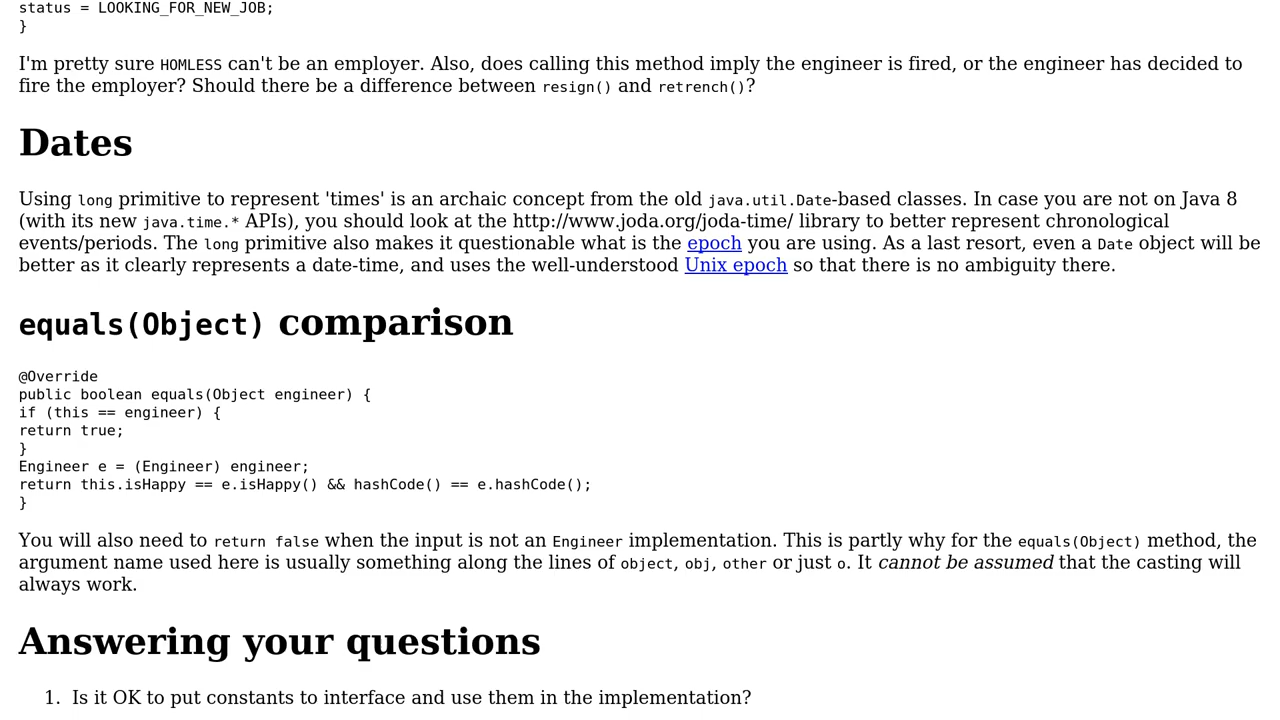 status = LOOKING_FOR_NEW_JOB;
}
I'm pretty sure HOMLESS can't be an employer. Also, does calling this method imply the engineer is fired, or the engineer has decided to
fire the employer? Should there be a difference between resign() and retrench()?
Dates
Using long primitive to represent 'times' is an archaic concept from the old java.util.Date-based classes. In case you are not on Java 8
(with its new java.time.* APIs), you should look at the http://www.joda.org/joda-time/ library to better represent chronological
events/periods. The long primitive also makes it questionable what is the epoch you are using. As a last resort, even a Date object will be
better as it clearly represents a date-time, and uses the well-understood Unix epoch so that there is no ambiguity there.
equals(Object) comparison
@Override
public boolean equals(Object engineer) {
if (this == engineer) {
return true;
}
Engineer e = (Engineer) engineer;
return this.isHappy == e.isHappy() && hashCode() == e.hashCode();
}
You will also need to return false when the input is not an Engineer implementation. This is partly why for the equals(Object) method, the
argument name used here is usually something along the lines of object, obj, other or just o. It cannot be assumed that the casting will
always work.
Answering your questions
1. Is it OK to put constants to interface and use them in the implementation?